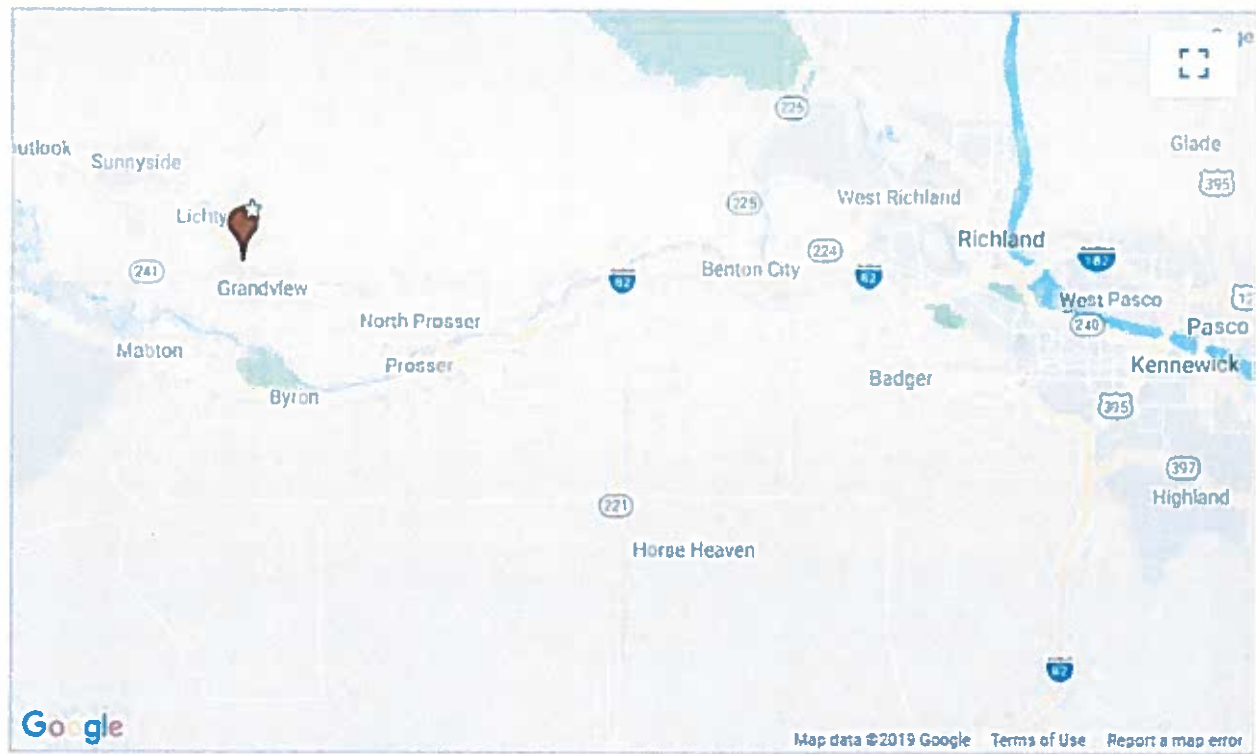 225
Glade
utlook
Sunnyside
395
West Richland
225
Lichty
Richland
224
182
241
Benton City
82
82
Grandview
West Pasco
North Prosser
240
Pasco
Mabton
Prosser
Kennewick
Badger
Byron
395
397
Highland
221
Horse Heaven
82
Google
Map data ©2019 Google Terms of Use Report a map error